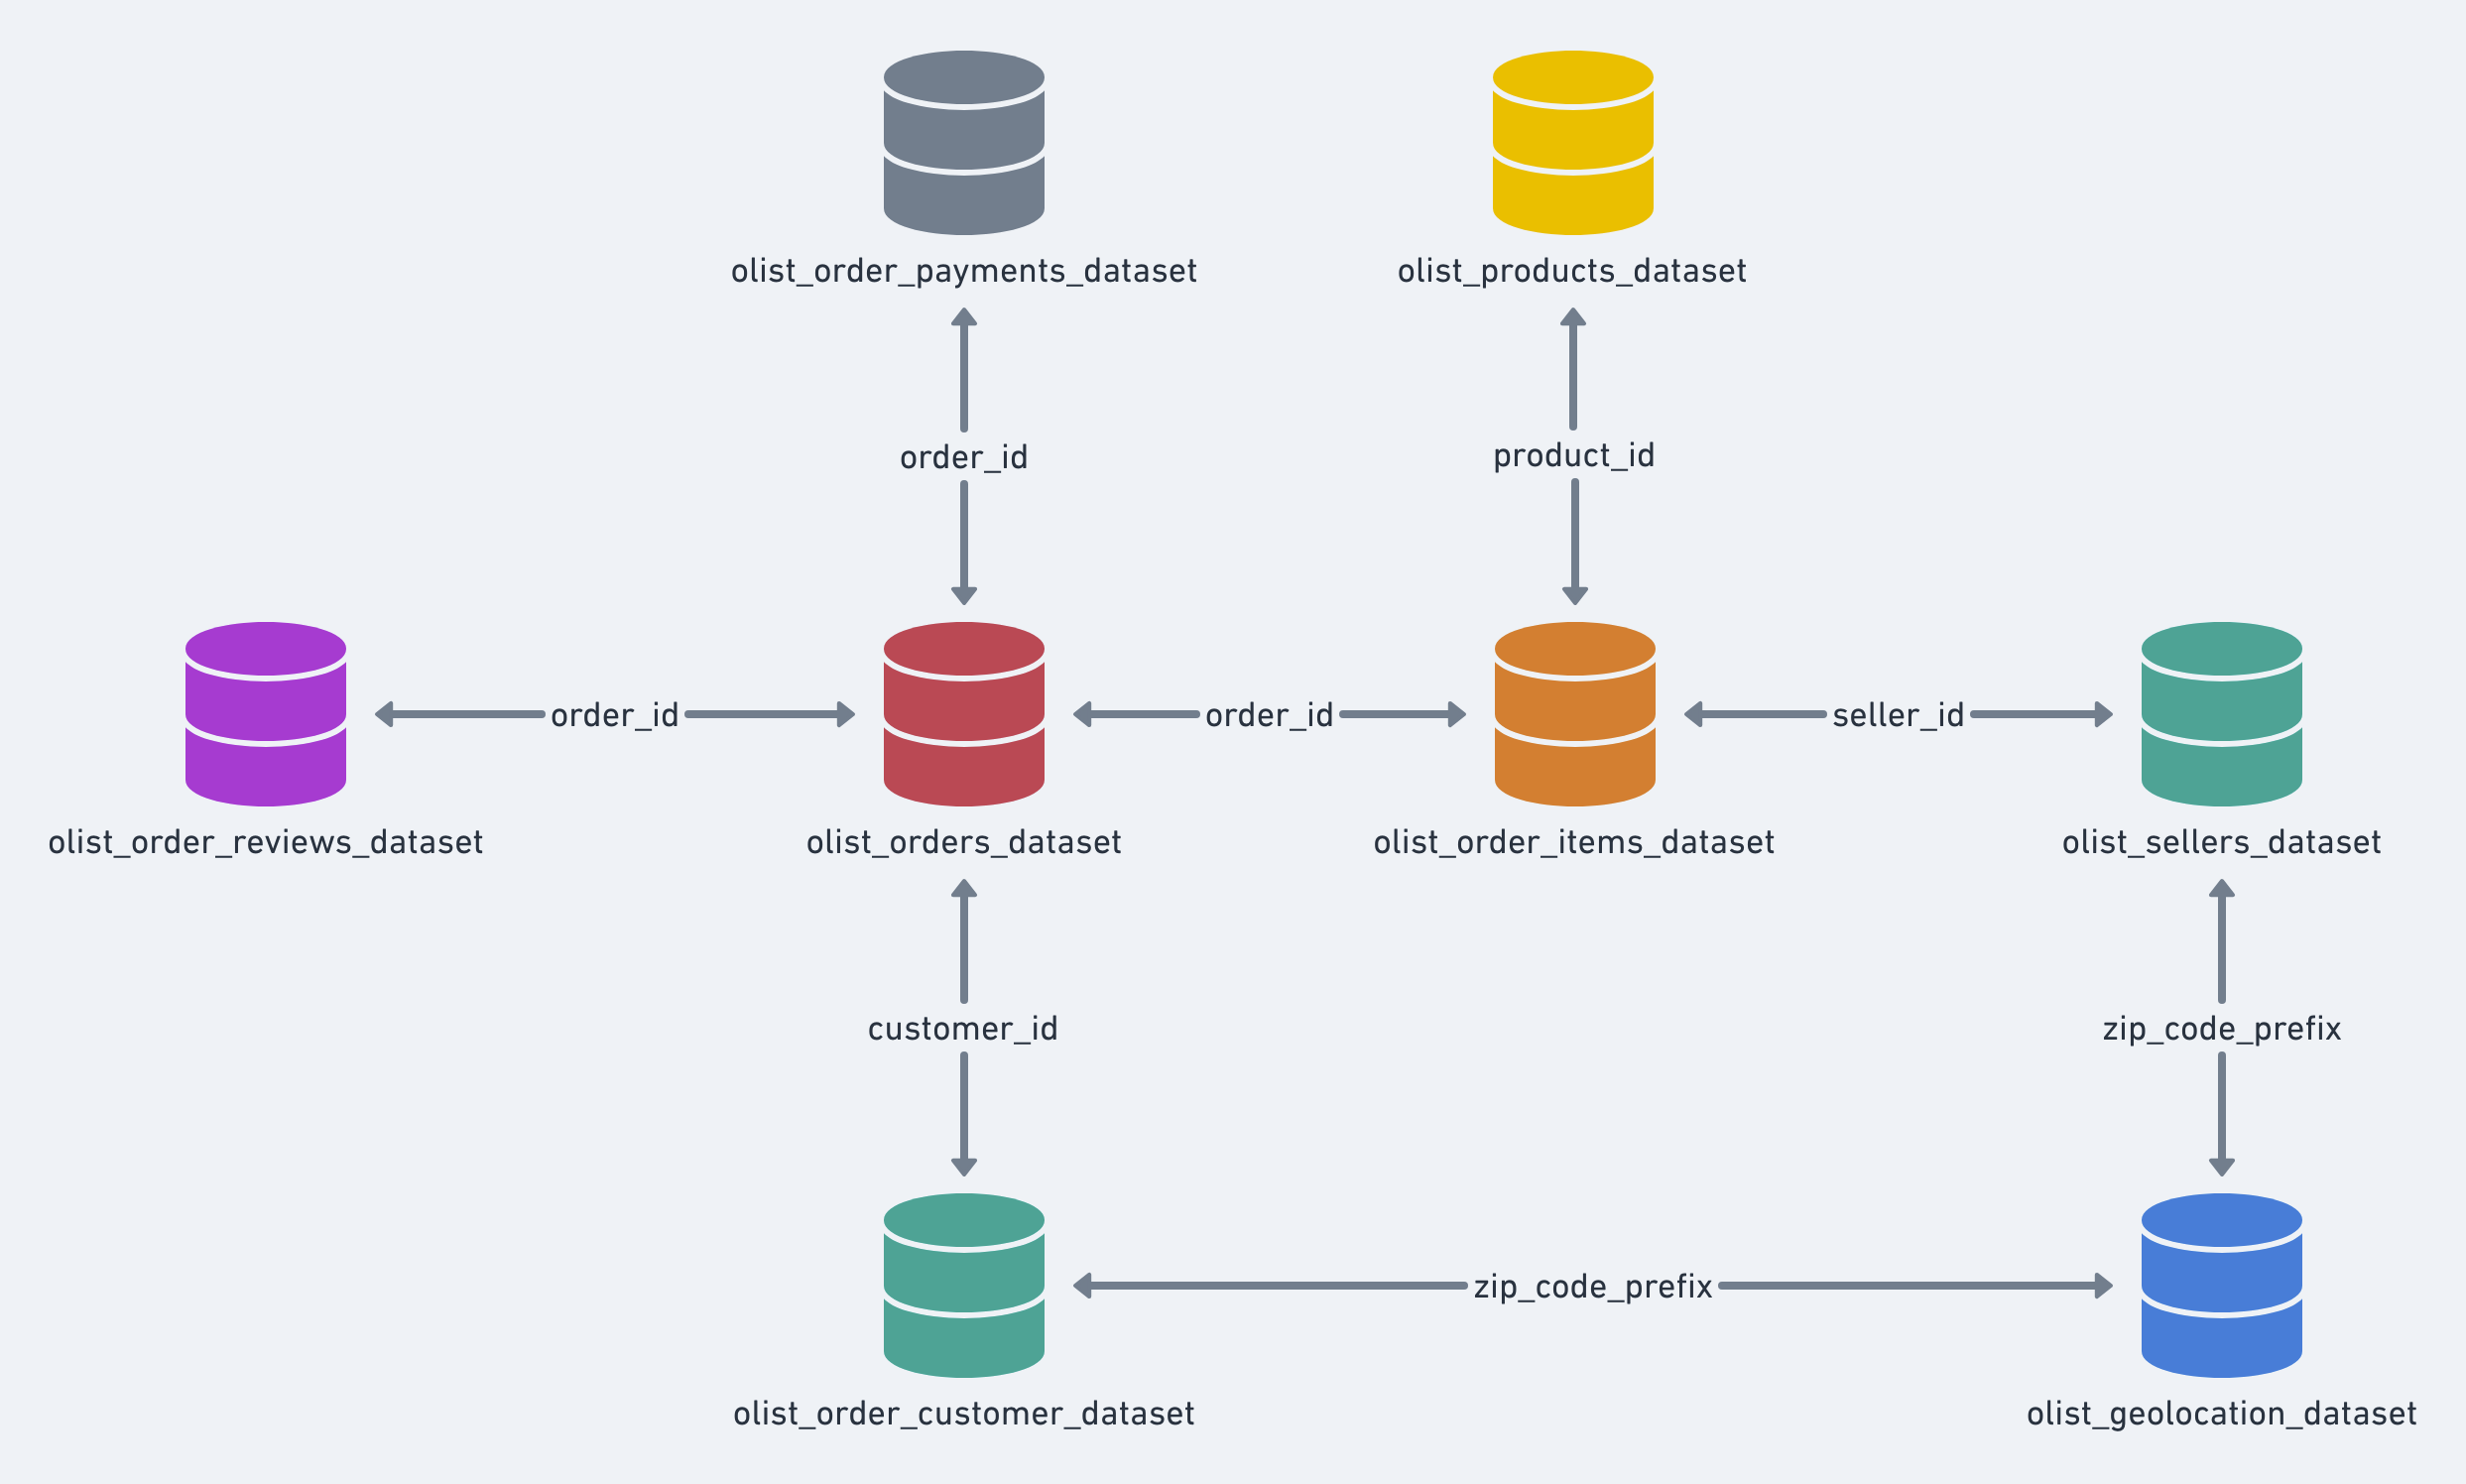 olist_order_payments_dataset
olist_products_dataset
order_id
product_id
order_id
order_id
seller_id
olist_order_reviews_dataset
olist_orders_dataset
olist_order_items_dataset
olist_sellers_dataset
customer_id
zip_code_prefix
zip_code_prefix
olist_order_customer_dataset
olist_geolocation_dataset